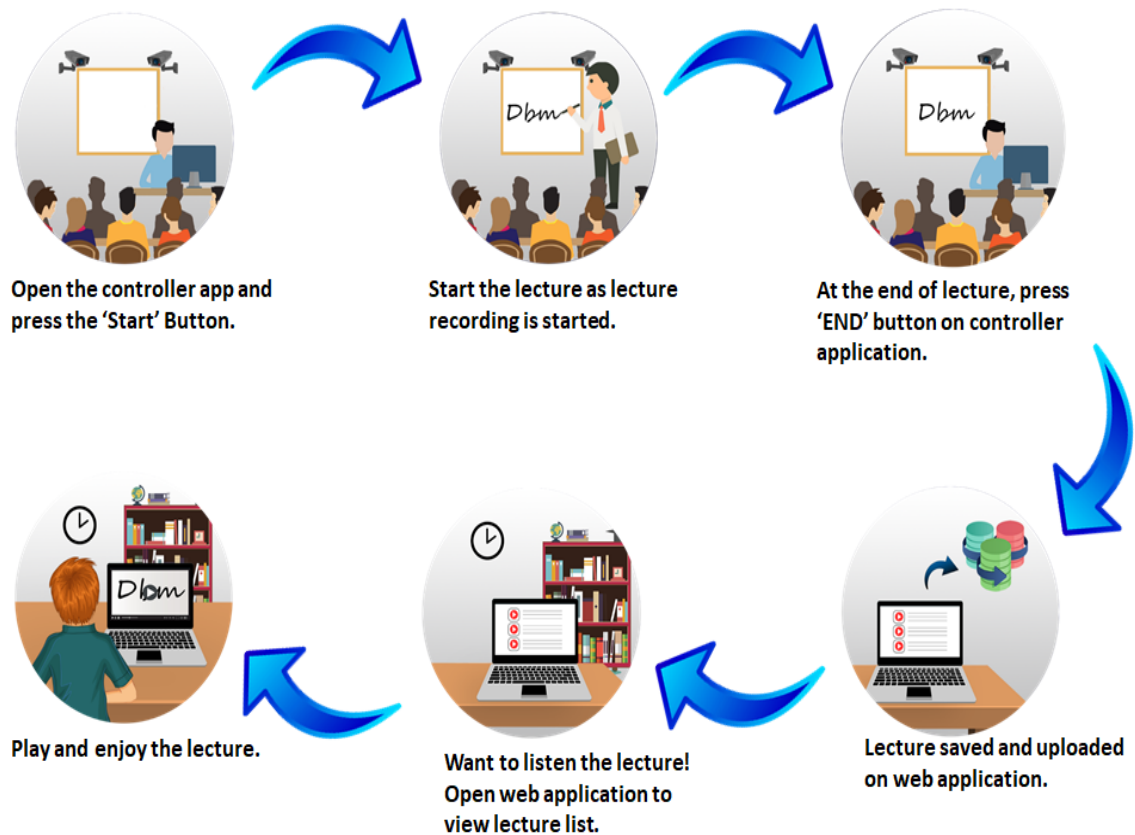 Dbm
Dbm
Open the controller app and
press the ‘Start’ Button.
Start the lecture as lecture
recording is started.
At the end of lecture, press
‘END’ button on controller
application.
Lecture saved and uploaded
on web application.
Want to listen the lecture!
Open web application to
view lecture list.
Dbm
Play and enjoy the lecture.